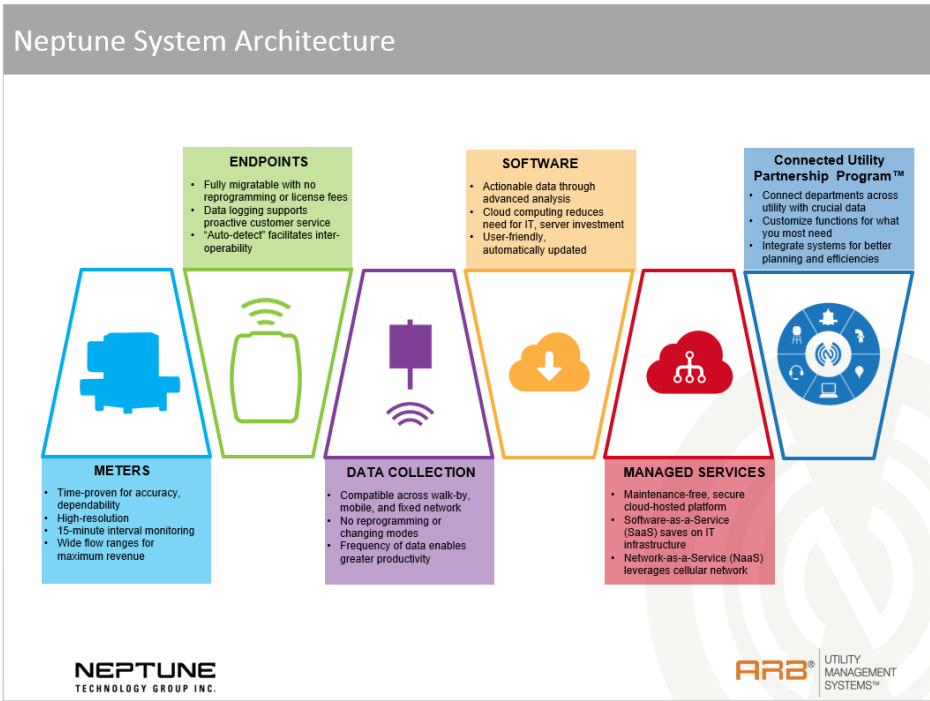 Neptune System Architecture
ENDPOINTS
• Fully migratable with no
reprogramming or license fees
• Data logging supports
proactive customer service
• “Auto-detect” facilitates inter-
operability
SOFTWARE
• Actionable data through
advanced analysis
• Cloud computing reduces
need for IT, server investment
• User-friendly,
automatically updated
Connected Utility
Partnership Program™
• Connect departments across
utility with crucial data
• Customize functions for what
you most need
• Integrate systems for better
planning and efficiencies
METERS
• Time-proven for accuracy,
dependability
• High-resolution
• 15-minute interval monitoring
• Wide flow ranges for
maximum revenue
DATA COLLECTION
• Compatible across walk-by,
mobile, and fixed network
• No reprogramming or
changing modes
• Frequency of data enables
greater productivity
MANAGED SERVICES
• Maintenance-free, secure
cloud-hosted platform
• Software-as-a-Service
(SaaS) saves on IT
infrastructure
• Network-as-a-Service (NaaS)
leverages cellular network
NEPTUNE
TECHNOLOGY GROUP INC.
ARB®
UTILITY
MANAGEMENT
SYSTEMS™